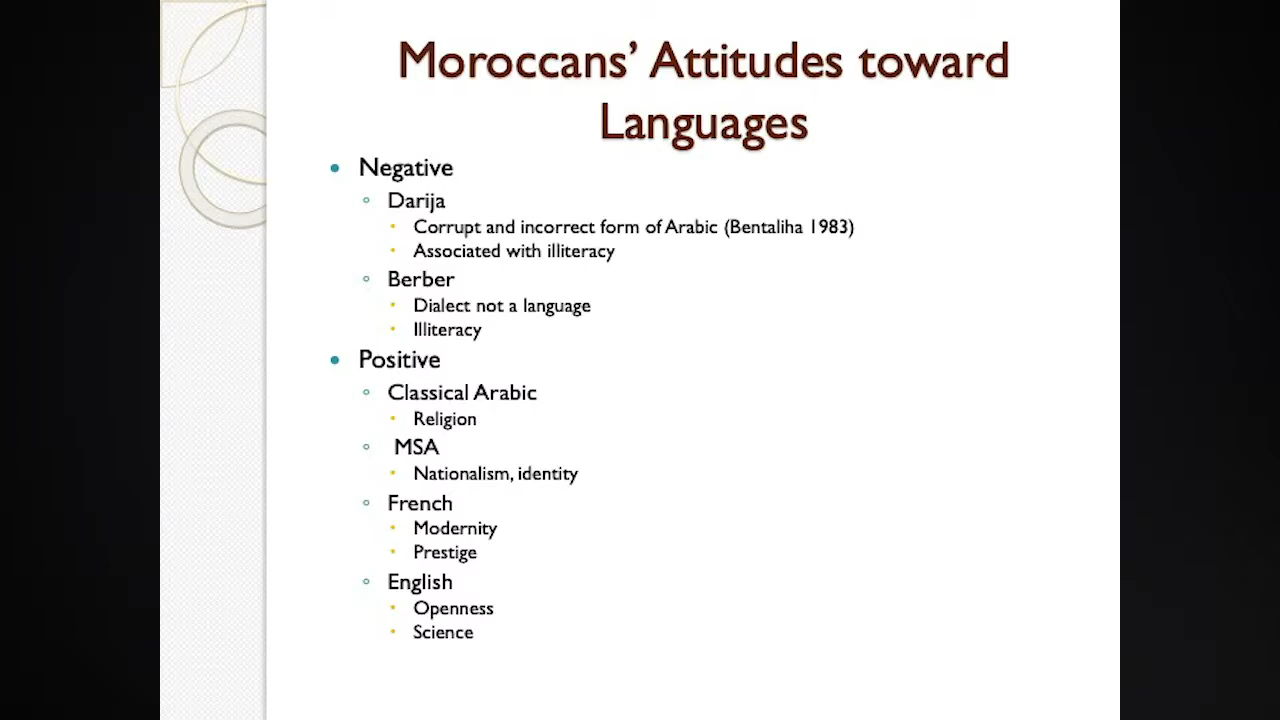 Moroccans’ Attitudes toward
Languages
• Negative
◦ Darija
• Corrupt and incorrect form of Arabic (Bentaliha 1983)
• Associated with illiteracy
◦ Berber
• Dialect not a language
• Illiteracy
• Positive
◦ Classical Arabic
• Religion
◦ MSA
• Nationalism, identity
◦ French
• Modernity
• Prestige
◦ English
• Openness
• Science